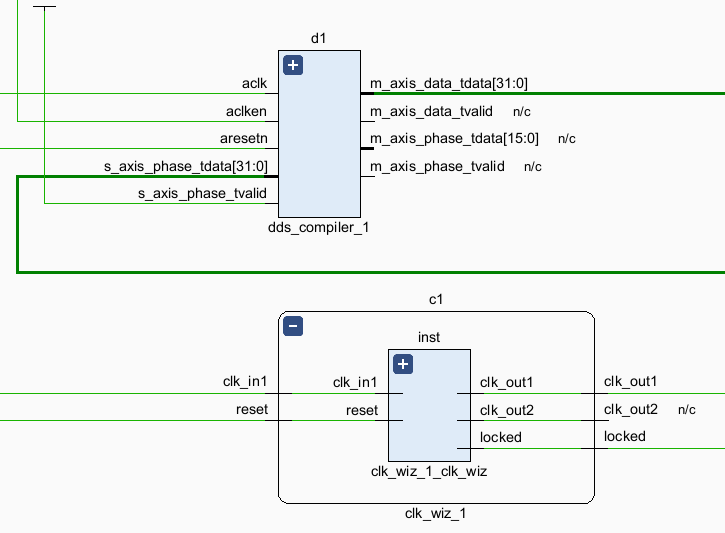 d1
aclk
m_axis_data_tdata[31:0]
aclken
m_axis_data_tvalid n/c
aresetn
m_axis_phase_tdata[15:0] n/c
s_axis_phase_tdata[31:0]
m_axis_phase_tvalid n/c
s_axis_phase_tvalid
dds_compiler_1
c1
inst
clk_in1 clk_in1 clk_out1 clk_out1
reset reset clk_out2 clk_out2 n/c
locked locked
clk_wiz_1_clk_wiz
clk_wiz_1